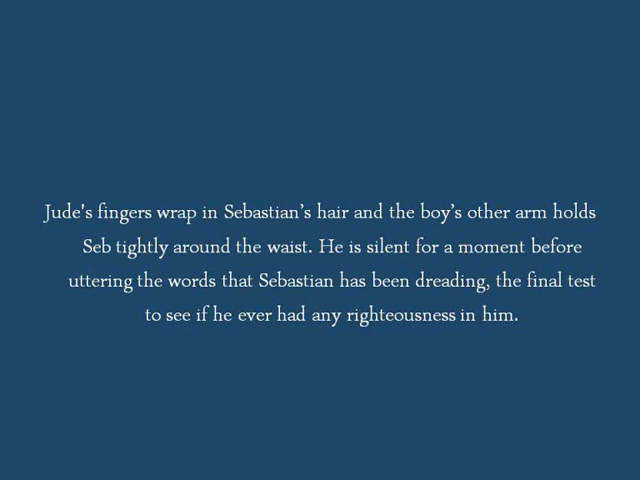 Jude's fingers wrap in Sebastian’s hair and the boy’s other arm holds
Seb tightly around the waist. He is silent for a moment before
uttering the words that Sebastian has been dreading, the final test
to see if he ever had any righteousness in him.